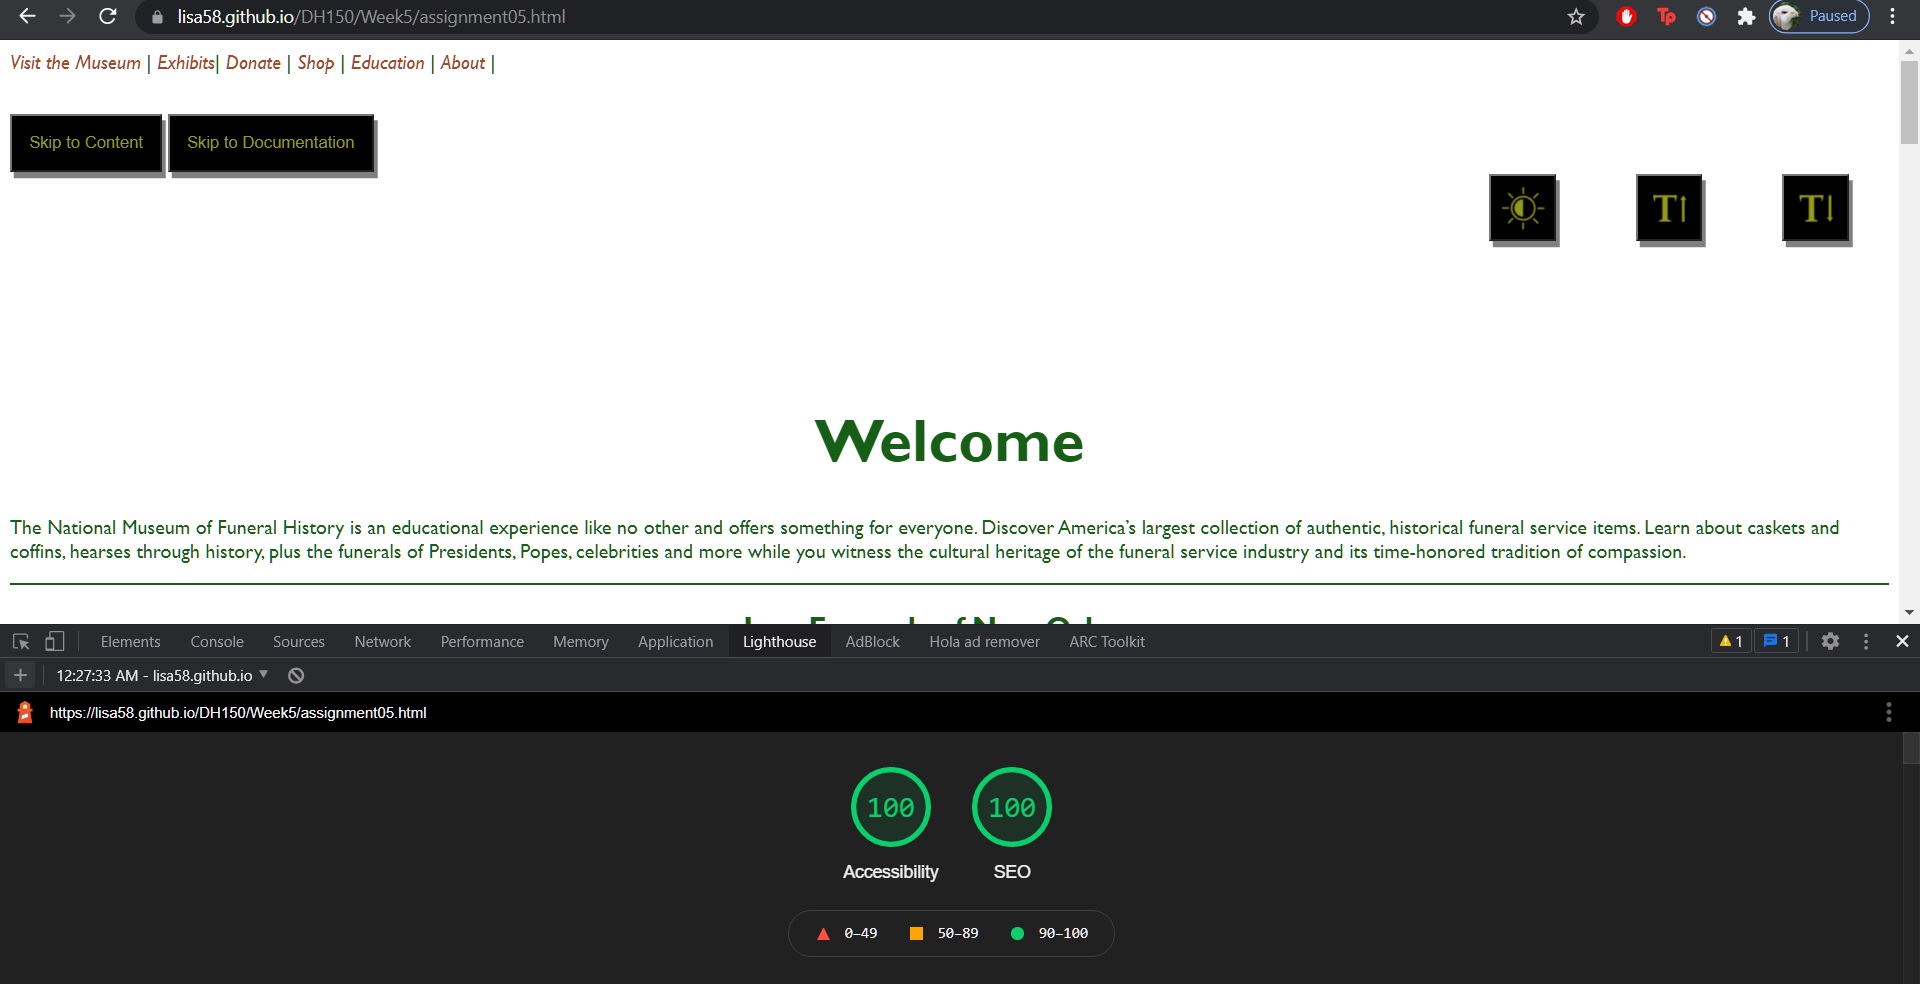 lisa58.github.io/DH150/Week5/assignment05.html
Paused
Visit the Museum | Exhibits| Donate | Shop | Education | About |
Skip to Content
Skip to Documentation
T T
Welcome
The National Museum of Funeral History is an educational experience like no other and offers something for everyone. Discover America’s largest collection of authentic, historical funeral service items. Learn about caskets and
coffins, hearses through history, plus the funerals of Presidents, Popes, celebrities and more while you witness the cultural heritage of the funeral service industry and its time-honored tradition of compassion.
Elements Console Sources Network Performance Memory Application Lighthouse AdBlock Hola ad remover ARC Toolkit 1 1
12:27:33 AM - lisa58.github.io
https://lisa58.github.io/DH150/Week5/assignment05.html
100 100
Accessibility SEO
0–49 50–89 90–100